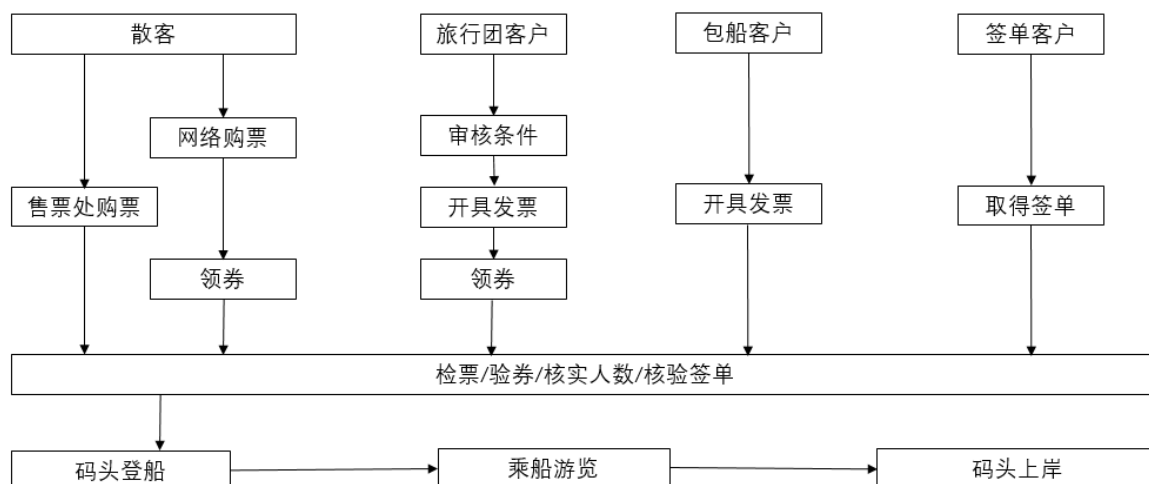 散客
旅行团客户
包船客户
签单客户
网络购票
审核条件
售票处购票
开具发票
开具发票
取得签单
领券
领券
检票/验券/核实人数/核验签单
码头登船
乘船游览
码头上岸